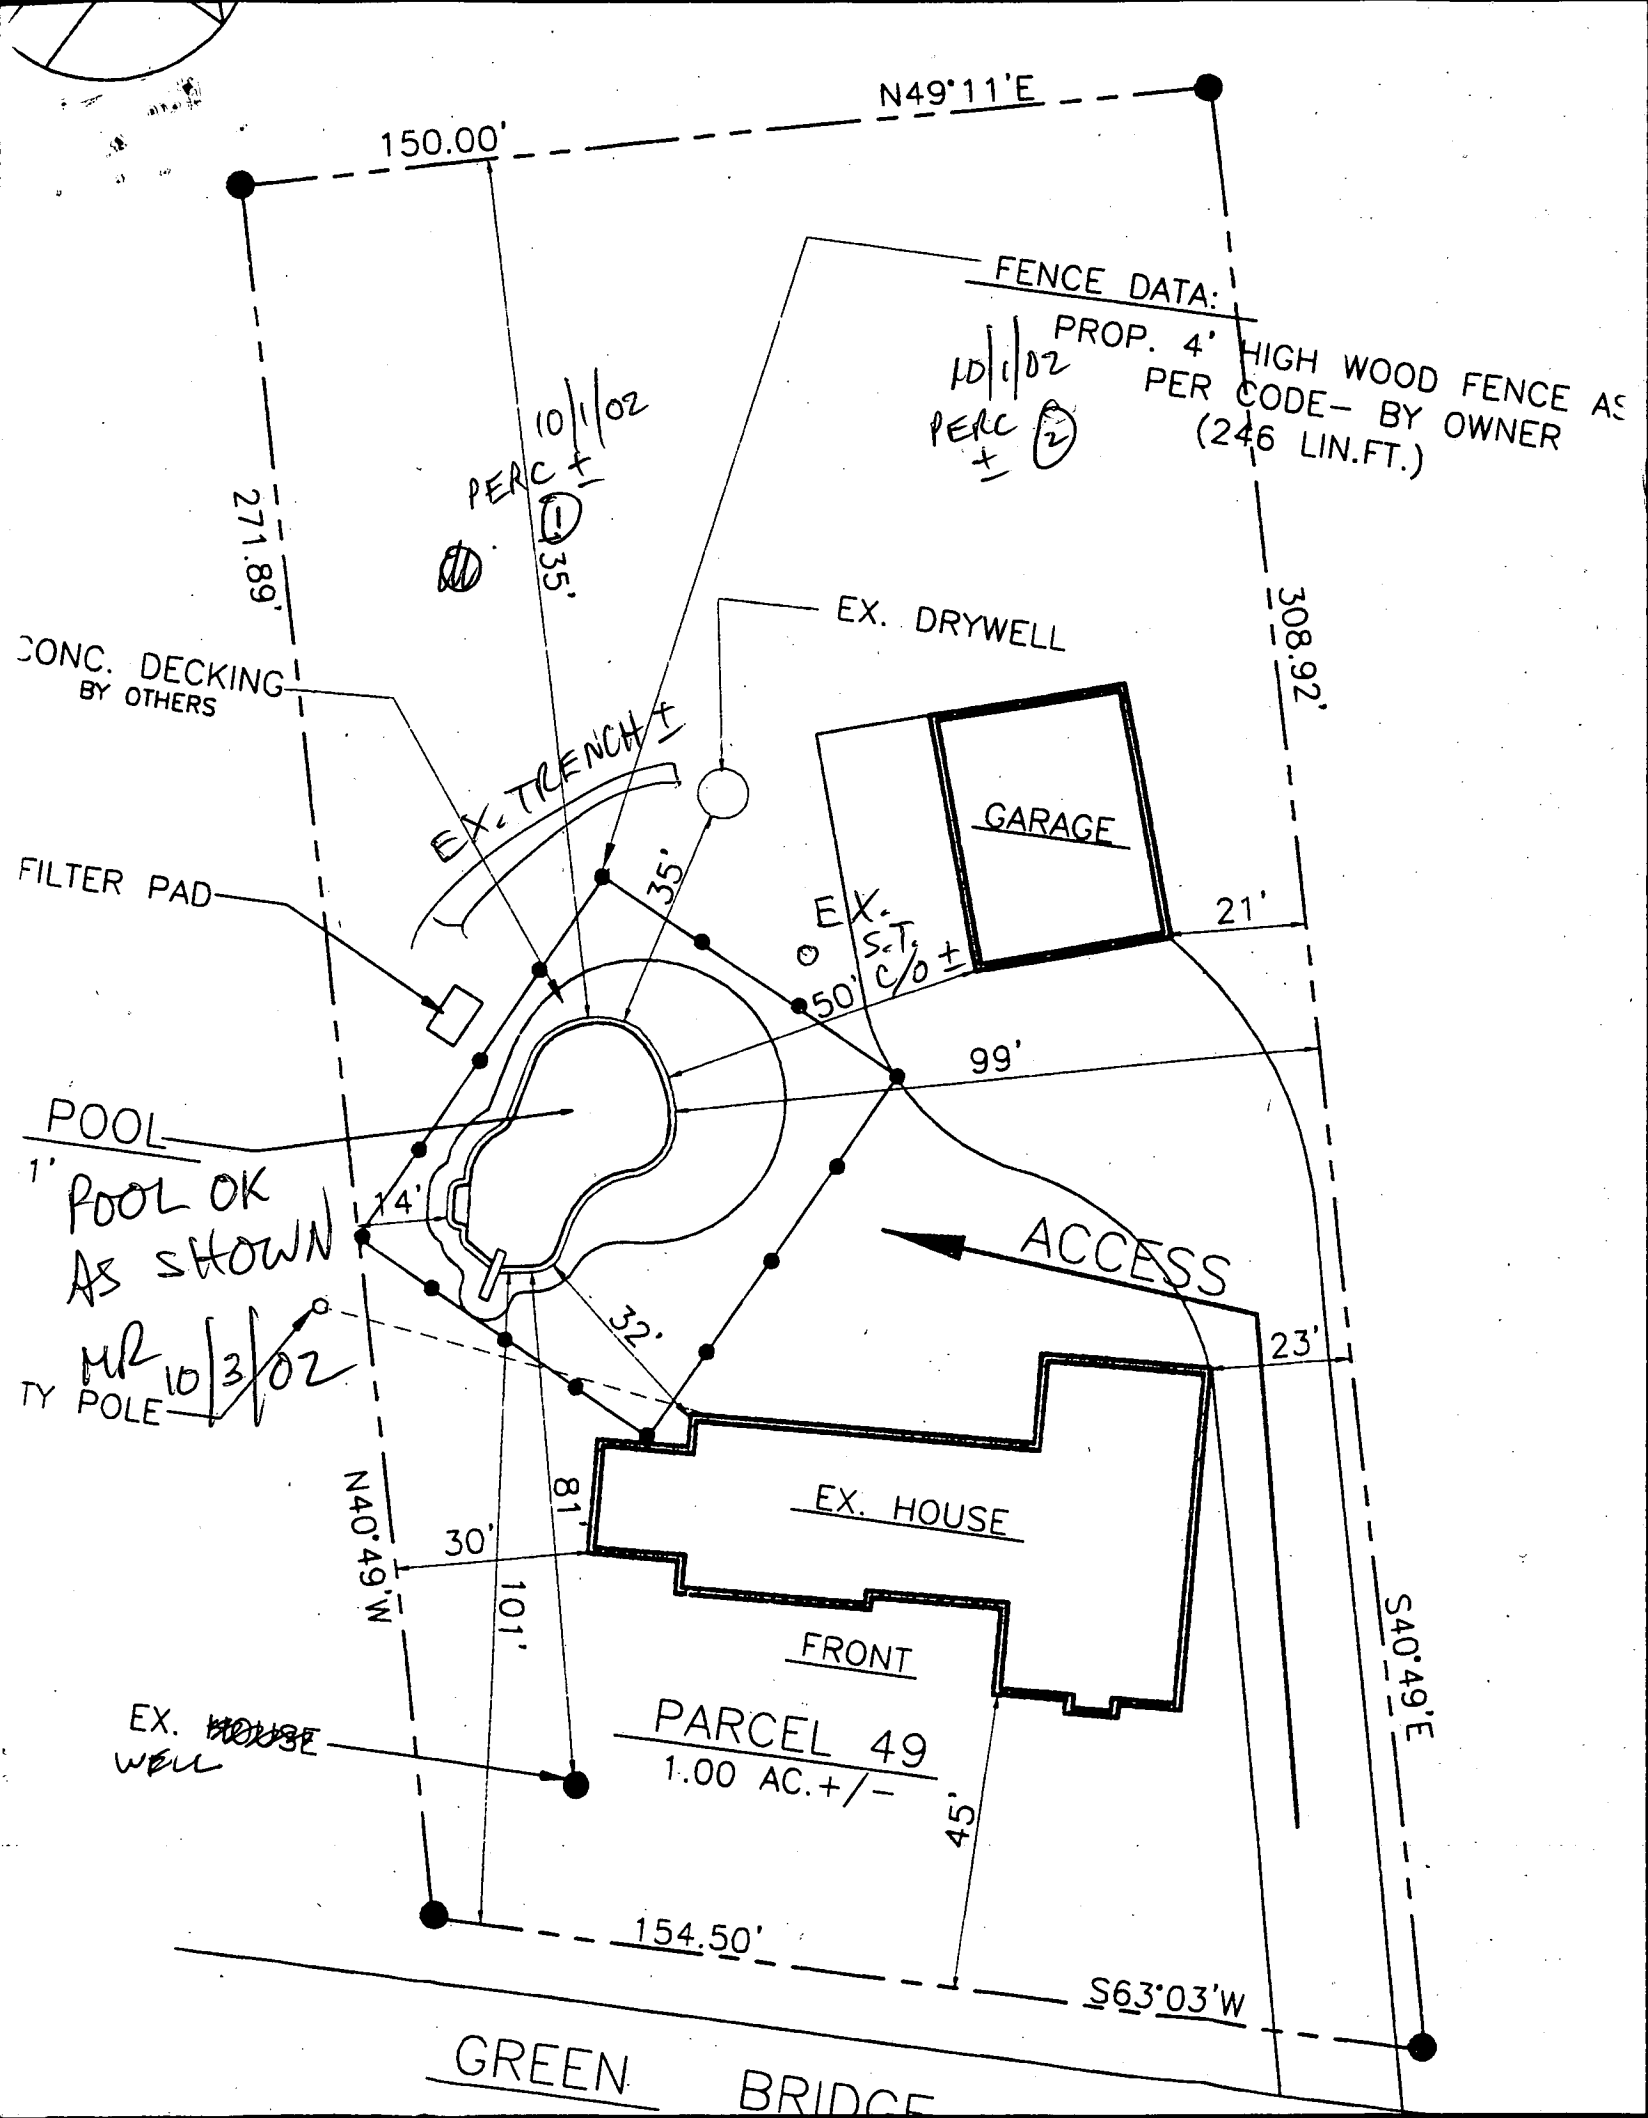 N49°11'E
150.00'
FENCE DATA:
PROP. 4' HIGH WOOD FENCE AS
PER CODE- BY OWNER
(246 LIN.FT.)
10/1/02
PERC ②
±
10/1/02
PERC ±
①
135'
271.89'
308.92'
EX. DRYWELL
CONC. DECKING
BY OTHERS
EX. TRENCH ±
GARAGE
FILTER PAD
35'
EX.
S.T.
C/O ±
21'
50'
99'
POOL
1'
POOL OK
AS SHOWN
MR 10/3/02
14'
ACCESS
32'
23'
TY POLE
N40°49'W
81'
EX. HOUSE
30'
101'
S40°49'E
FRONT
EX.
WELL
PARCEL 49
1.00 AC.+/-
45'
154.50'
S63°03'W
GREEN BRIDGE